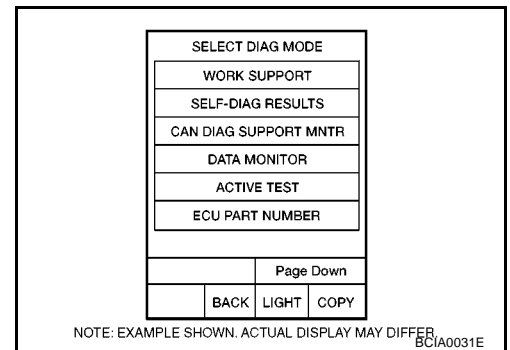 SELECT DIAG MODE
WORK SUPPORT
SELF-DIAG RESULTS
CAN DIAG SUPPORT MNTR
DATA MONITOR
ACTIVE TEST
ECU PART NUMBER
Page Down
BACK LIGHT COPY
NOTE: EXAMPLE SHOWN. ACTUAL DISPLAY MAY DIFFER.
BCIA0031E